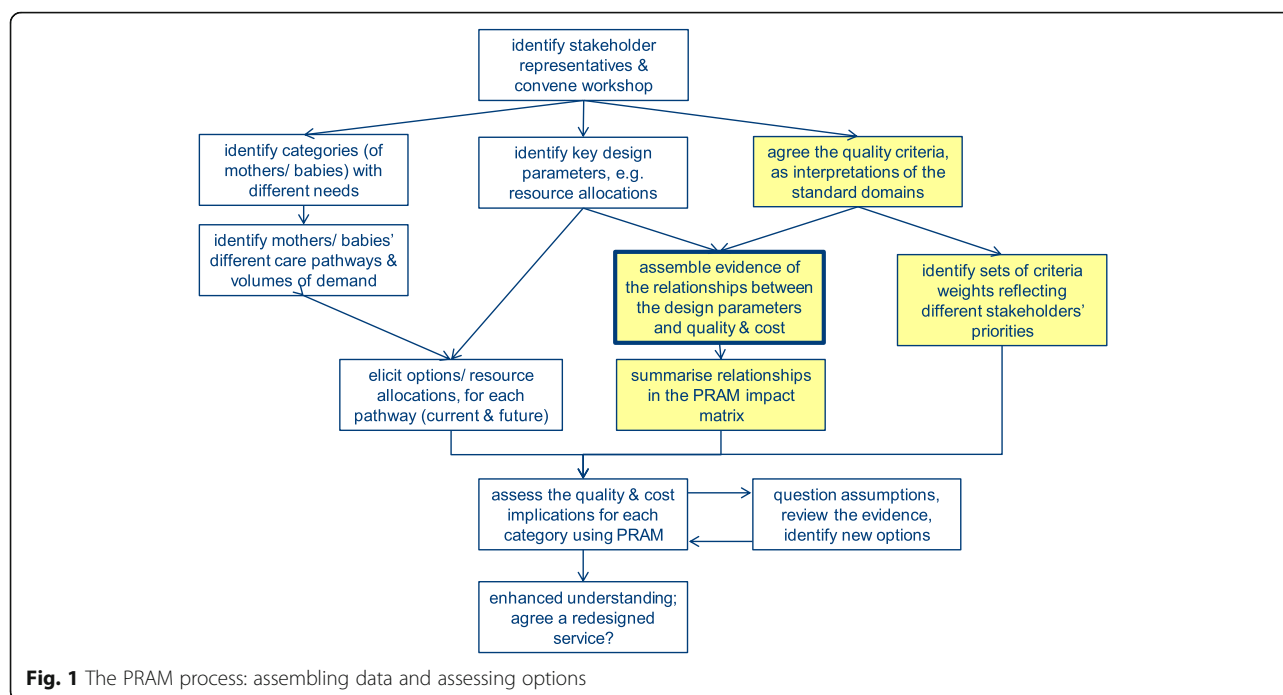 identify stakeholder
representatives &
convene workshop
identify categories (of
mothers/ babies) with
different needs
identify key design
parameters, e.g.
resource allocations
agree the quality criteria,
as interpretations of the
standard domains
identify mothers/ babies'
different care pathways &
volumes of demand
assemble evidence of
the relationships between
the design parameters
and quality & cost
identify sets of criteria
weights reflecting
different stakeholders'
priorities
elicit options/ resource
allocations, for each
pathway (current & future)
summarise relationships
in the PRAM impact
matrix
assess the quality & cost
implications for each
category using PRAM
question assumptions,
review the evidence,
identify new options
enhanced understanding;
agree a redesigned
service?
Fig. 1 The PRAM process: assembling data and assessing options